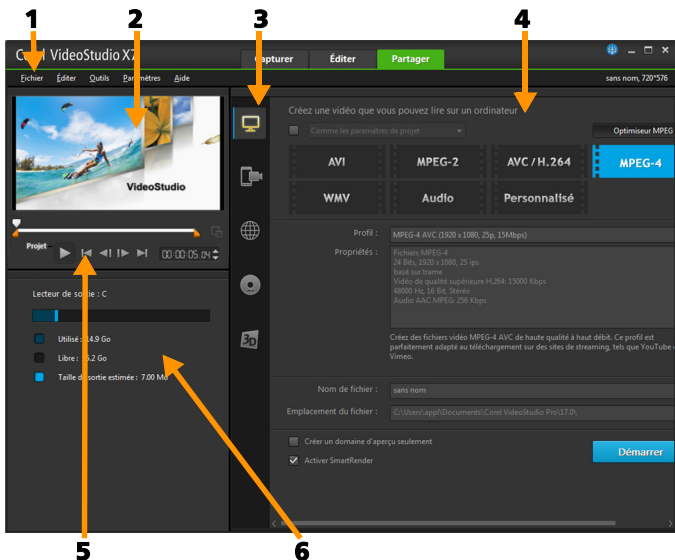 1 2 3 4
Corel VideoStudio X7
Capturer Éditer Partager
Fichier Éditer Outils Paramètres Aide
sans nom, 720*576
VideoStudio
Projet
00:00:05.04
Lecteur de sortie : C
Utilisé : 14.9 Go
Libre : 15.2 Go
Taille de sortie estimée : 7.00 Mo
3D
Créez une vidéo que vous pouvez lire sur un ordinateur
Comme les paramètres de projet
Optimiseur MPEG
AVI MPEG-2 AVC / H.264 MPEG-4
WMV Audio Personnalisé
Profil : MPEG-4 AVC (1920 x 1080, 25p, 15Mbps)
Propriétés : Fichiers MPEG-4
24 Bits, 1920 x 1080, 25 ips
basé sur trame
Vidéo de qualité supérieure H.264: 15000 Kbps
48000 Hz, 16 Bit, Stéréo
Audio AAC MPEG: 256 Kbps
Créez des fichiers vidéo MPEG-4 AVC de haute qualité à haut débit. Ce profil est
parfaitement adapté au téléchargement sur des sites de streaming, tels que YouTube
Vimeo.
Nom de fichier : sans nom
Emplacement du fichier : C:\Users\appl\Documents\Corel VideoStudio Pro\17.0\
Créer un domaine d'aperçu seulement
Activer SmartRender
Démarrer
5 6